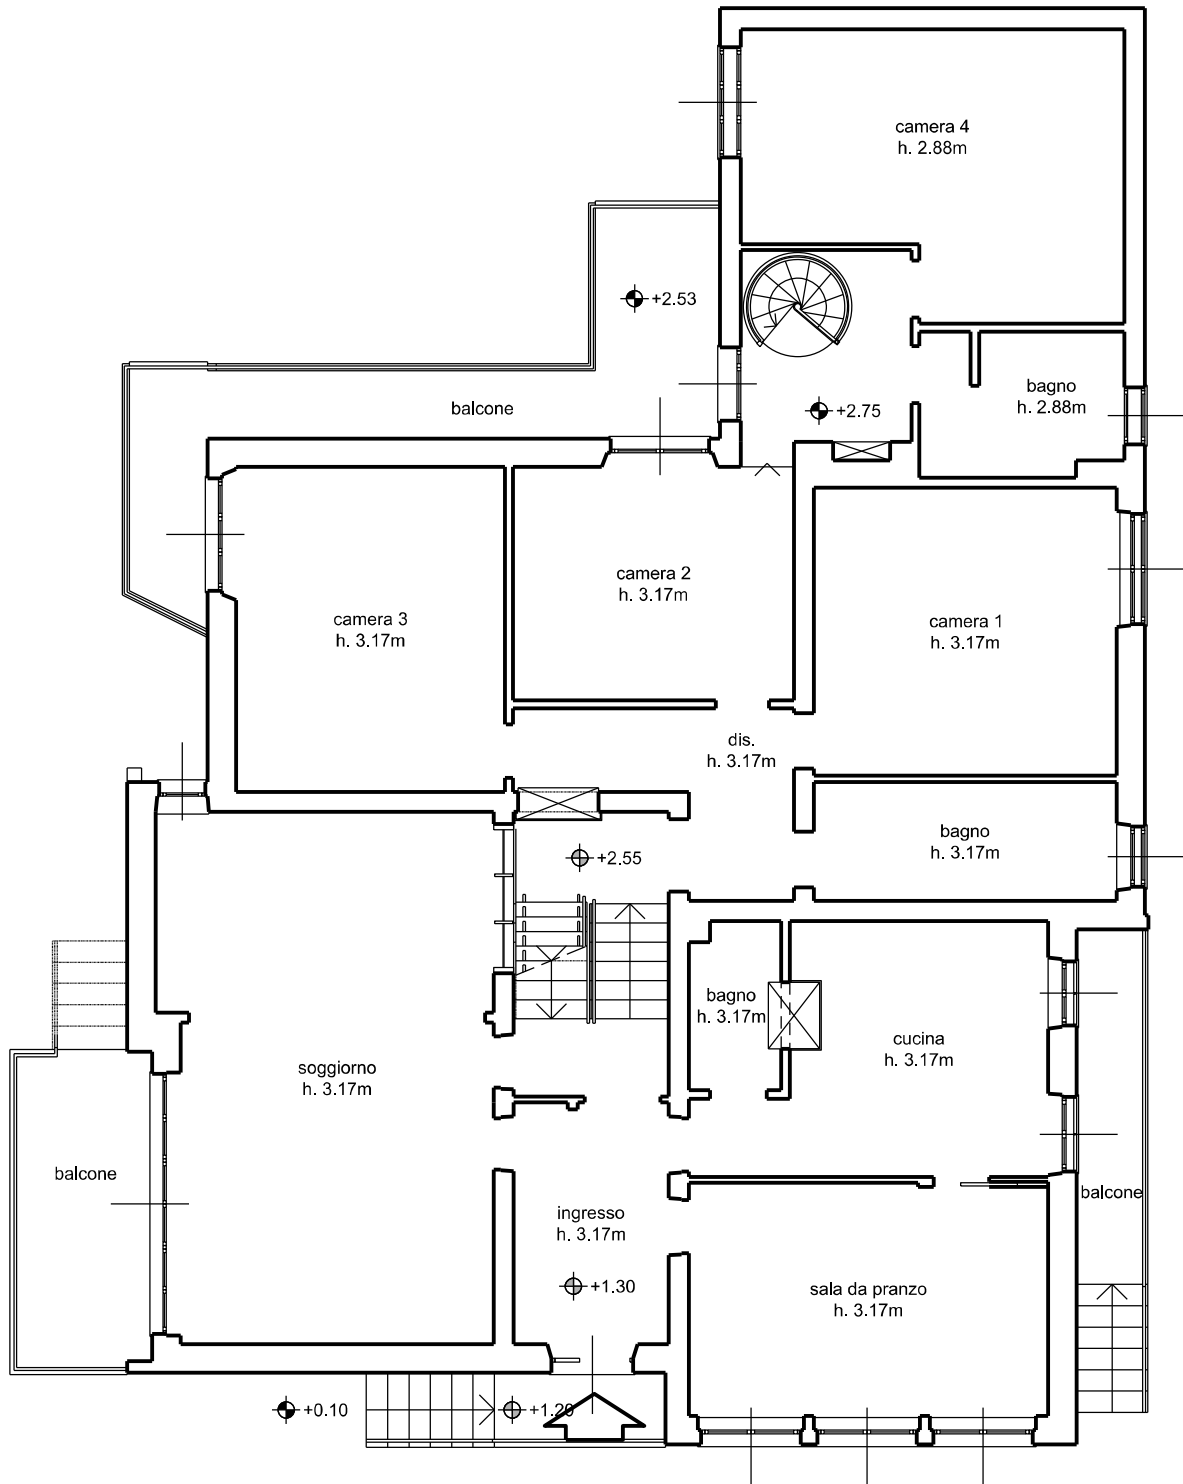 camera 4
h. 2.88m
+2.53
bagno
h. 2.88m
balcone
+2.75
camera 2
h. 3.17m
camera 3
h. 3.17m
camera 1
h. 3.17m
dis.
h. 3.17m
bagno
h. 3.17m
+2.55
bagno
h. 3.17m
cucina
h. 3.17m
soggiorno
h. 3.17m
balcone
balcone
ingresso
h. 3.17m
+1.30
sala da pranzo
h. 3.17m
+0.10
+1.20